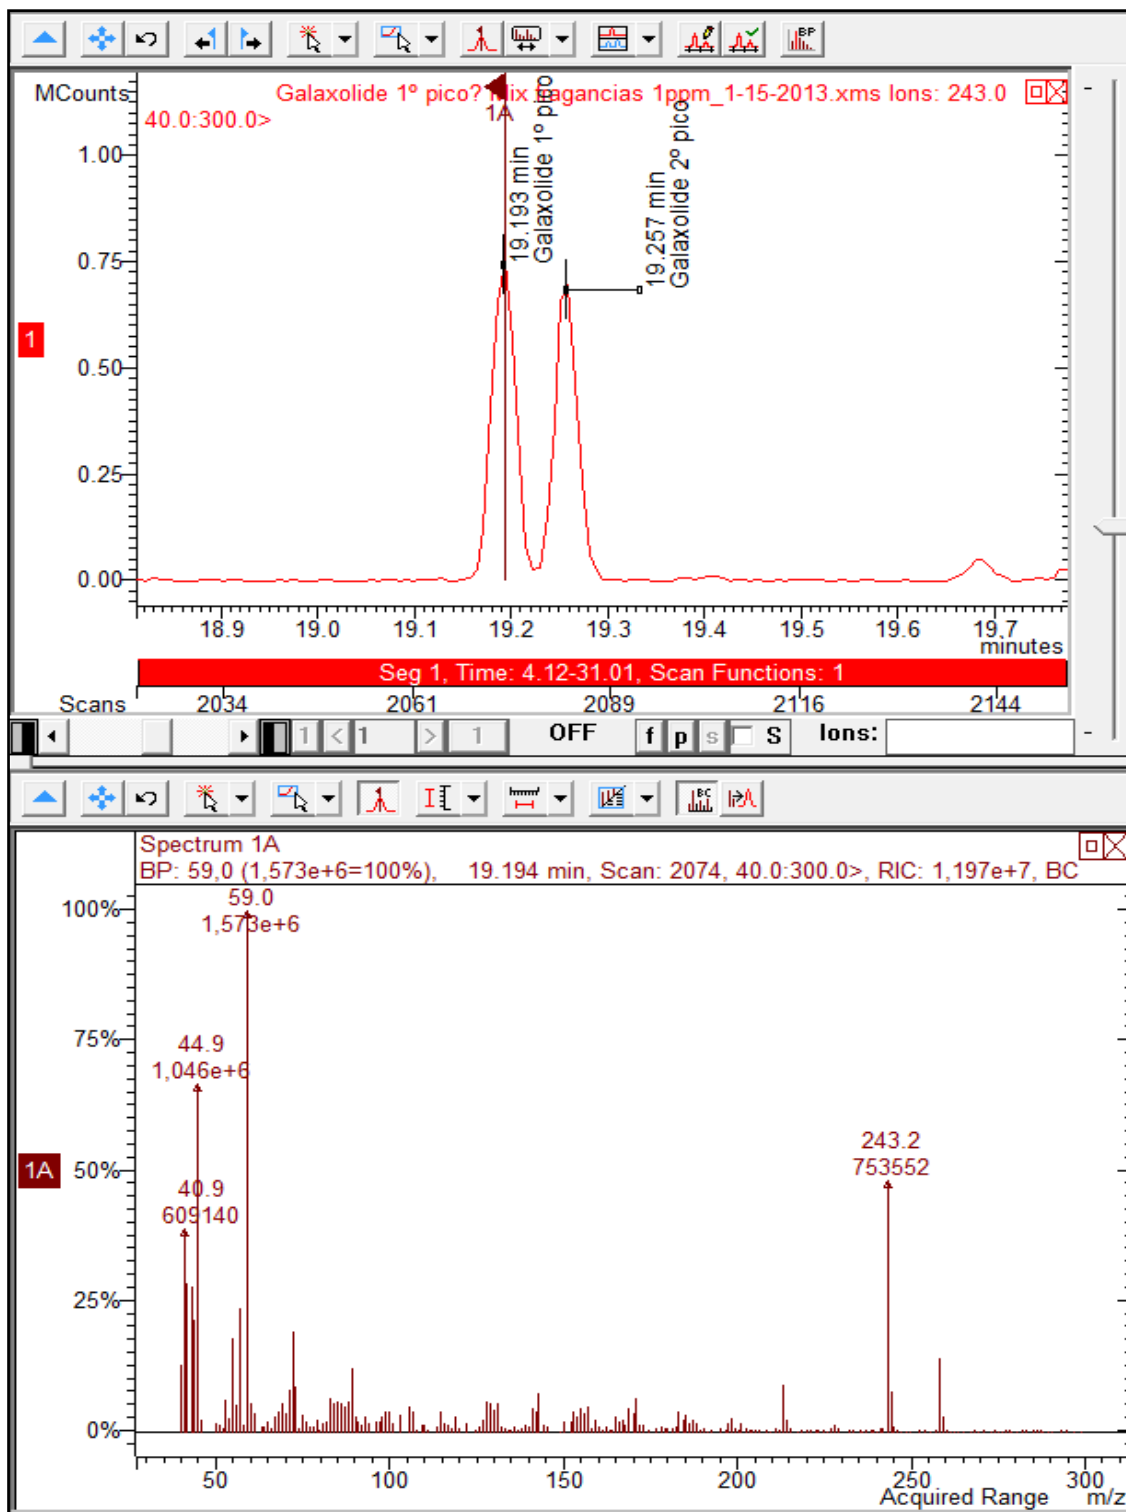 BP
MCounts
Galaxolide 1º pico? Mix fragancias 1ppm_1-15-2013.xms Ions: 243.0
40.0:300.0>
1A
19.193 min
Galaxolide 1º pico
19.257 min
Galaxolide 2º pico
1.00
0.75
0.50
0.25
0.00
1
18.9 19.0 19.1 19.2 19.3 19.4 19.5 19.6 19.7
minutes
Seg 1, Time: 4.12-31.01, Scan Functions: 1
Scans 2034 2061 2089 2116 2144
1 < 1 > 1 OFF f p s S Ions:
BC
Spectrum 1A
BP: 59,0 (1,573e+6=100%), 19.194 min, Scan: 2074, 40.0:300.0>, RIC: 1,197e+7, BC
100%
59.0
1,573e+6
75%
44.9
1,046e+6
243.2
753552
1A
50%
40.9
609140
25%
0%
50 100 150 200 250 300
Acquired Range m/z